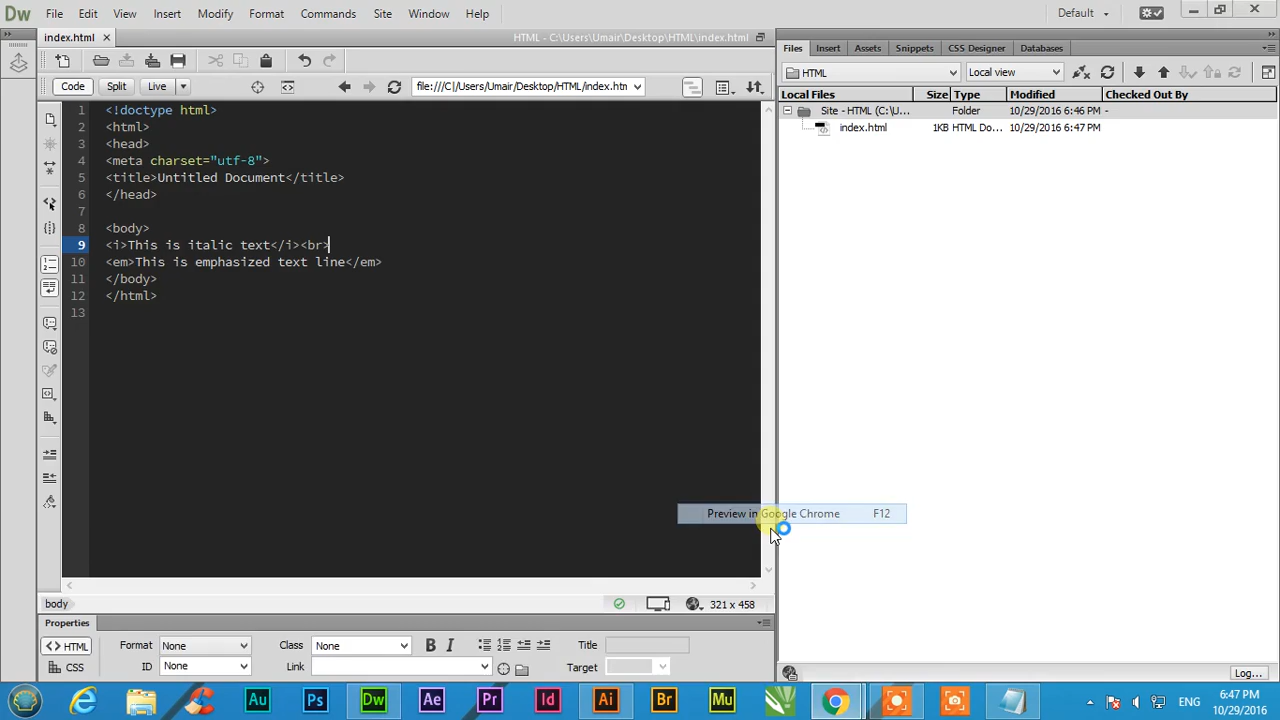 Dw File Edit View Insert Modify Format Commands Site Window Help Default
index.html × HTML - C:\Users\Umair\Desktop\HTML\index.html
Files Insert Assets Snippets CSS Designer Databases
Code Split Live file:///C|/Users/Umair/Desktop/HTML/index.htn
HTML Local view
Local Files Size Type Modified Checked Out By
Site - HTML (C:\U... Folder 10/29/2016 6:46 PM -
index.html 1KB HTML Do... 10/29/2016 6:47 PM
1 <!doctype html>
2 <html>
3 <head>
4 <meta charset="utf-8">
5 <title>Untitled Document</title>
6 </head>
7
8 <body>
9 <i>This is italic text</i><br>
10 <em>This is emphasized text line</em>
11 </body>
12 </html>
13
Preview in Google Chrome F12
body 321 x 458
Properties
<> HTML Format None Class None B I Title
CSS ID None Link Target
Log...
Au Ps Dw Ae Pr Id Ai Br Mu ENG
6:47 PM
10/29/2016